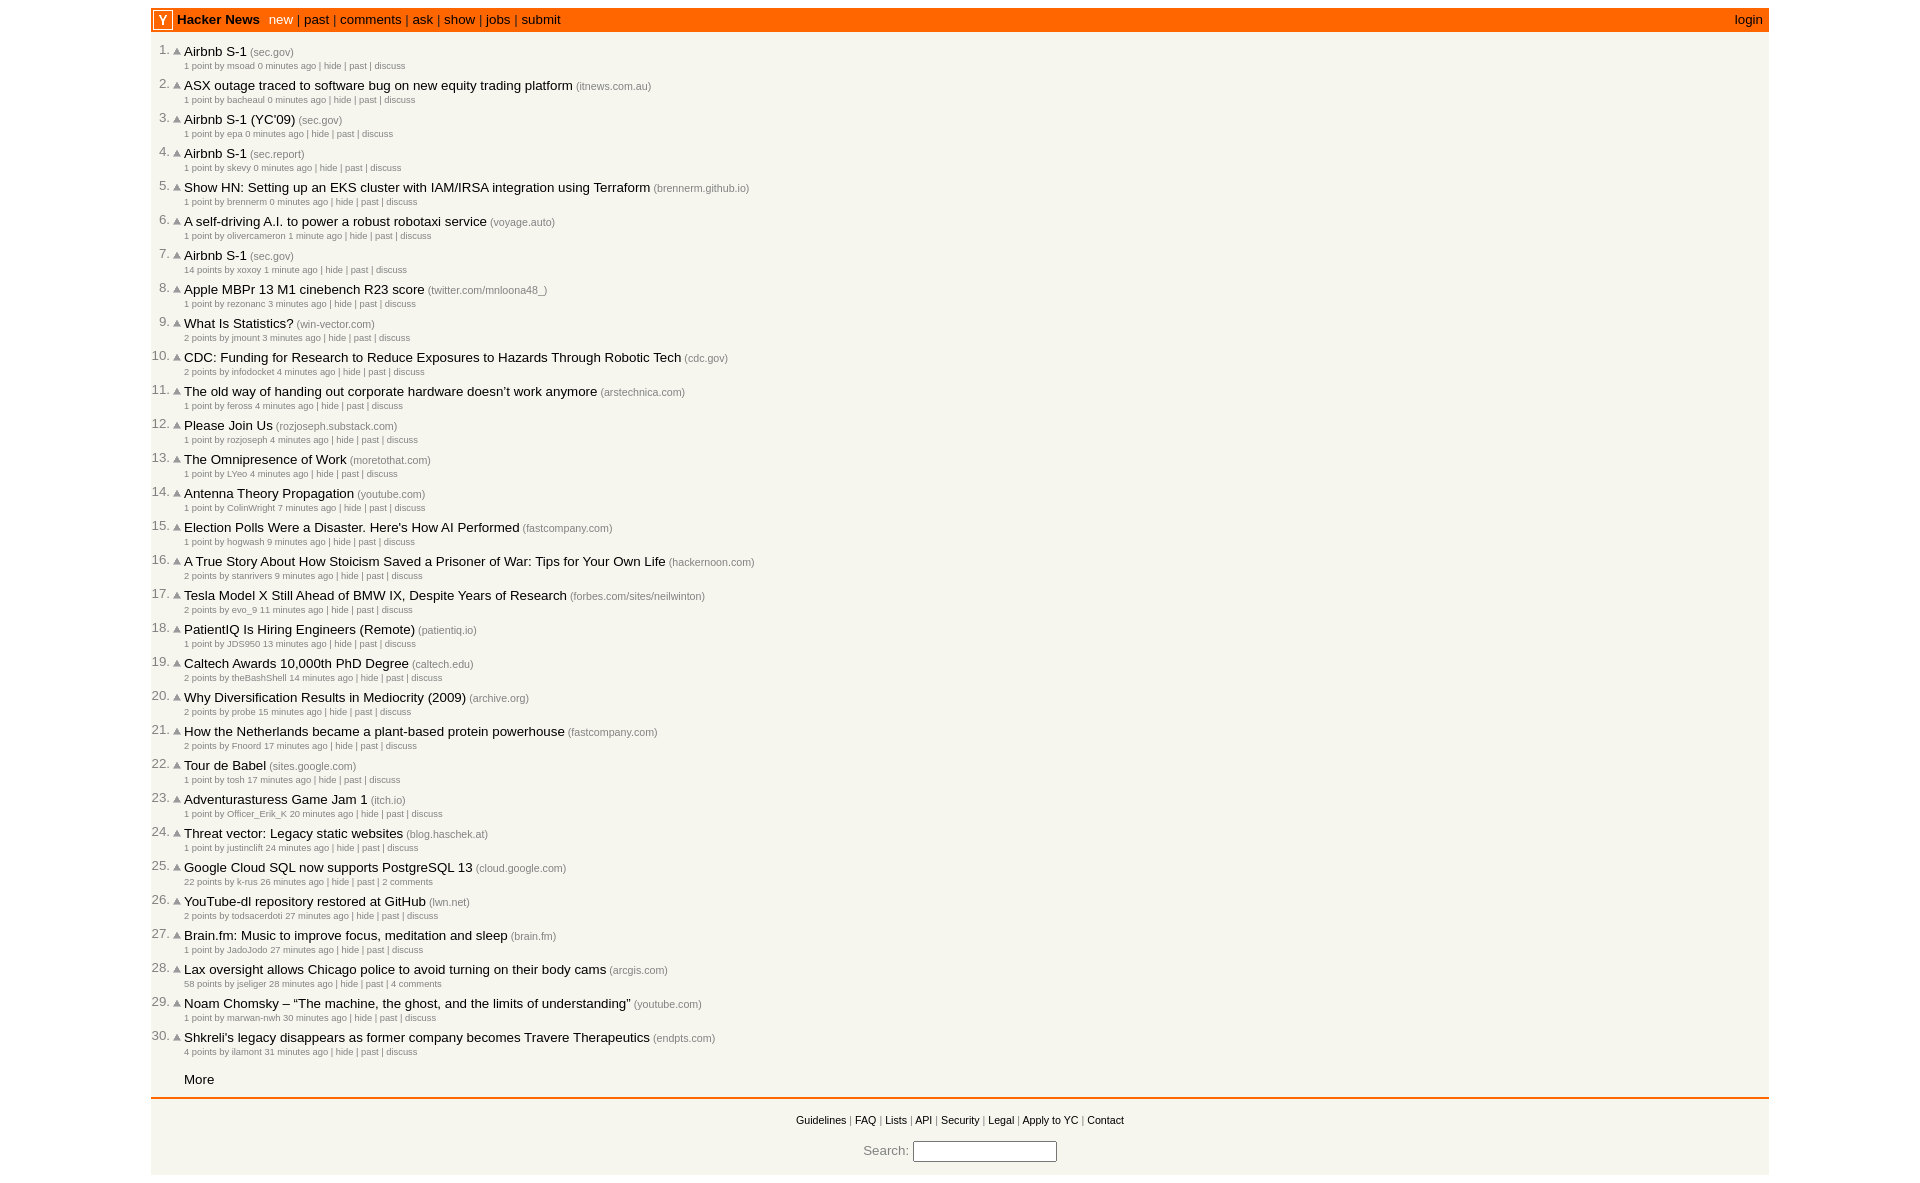 Y Hacker News new | past | comments | ask | show | jobs | submit login
1. Airbnb S-1 (sec.gov)
1 point by msoad 0 minutes ago | hide | past | discuss
2. ASX outage traced to software bug on new equity trading platform (itnews.com.au)
1 point by bacheaul 0 minutes ago | hide | past | discuss
3. Airbnb S-1 (YC'09) (sec.gov)
1 point by epa 0 minutes ago | hide | past | discuss
4. Airbnb S-1 (sec.report)
1 point by skevy 0 minutes ago | hide | past | discuss
5. Show HN: Setting up an EKS cluster with IAM/IRSA integration using Terraform (brennerm.github.io)
1 point by brennerm 0 minutes ago | hide | past | discuss
6. A self-driving A.I. to power a robust robotaxi service (voyage.auto)
1 point by olivercameron 1 minute ago | hide | past | discuss
7. Airbnb S-1 (sec.gov)
14 points by xoxoy 1 minute ago | hide | past | discuss
8. Apple MBPr 13 M1 cinebench R23 score (twitter.com/mnloona48_)
1 point by rezonanc 3 minutes ago | hide | past | discuss
9. What Is Statistics? (win-vector.com)
2 points by jmount 3 minutes ago | hide | past | discuss
10. CDC: Funding for Research to Reduce Exposures to Hazards Through Robotic Tech (cdc.gov)
2 points by infodocket 4 minutes ago | hide | past | discuss
11. The old way of handing out corporate hardware doesn’t work anymore (arstechnica.com)
1 point by feross 4 minutes ago | hide | past | discuss
12. Please Join Us (rozjoseph.substack.com)
1 point by rozjoseph 4 minutes ago | hide | past | discuss
13. The Omnipresence of Work (moretothat.com)
1 point by LYeo 4 minutes ago | hide | past | discuss
14. Antenna Theory Propagation (youtube.com)
1 point by ColinWright 7 minutes ago | hide | past | discuss
15. Election Polls Were a Disaster. Here's How AI Performed (fastcompany.com)
1 point by hogwash 9 minutes ago | hide | past | discuss
16. A True Story About How Stoicism Saved a Prisoner of War: Tips for Your Own Life (hackernoon.com)
2 points by stanrivers 9 minutes ago | hide | past | discuss
17. Tesla Model X Still Ahead of BMW IX, Despite Years of Research (forbes.com/sites/neilwinton)
2 points by evo_9 11 minutes ago | hide | past | discuss
18. PatientIQ Is Hiring Engineers (Remote) (patientiq.io)
1 point by JDS950 13 minutes ago | hide | past | discuss
19. Caltech Awards 10,000th PhD Degree (caltech.edu)
2 points by theBashShell 14 minutes ago | hide | past | discuss
20. Why Diversification Results in Mediocrity (2009) (archive.org)
2 points by probe 15 minutes ago | hide | past | discuss
21. How the Netherlands became a plant-based protein powerhouse (fastcompany.com)
2 points by Fnoord 17 minutes ago | hide | past | discuss
22. Tour de Babel (sites.google.com)
1 point by tosh 17 minutes ago | hide | past | discuss
23. Adventurasturess Game Jam 1 (itch.io)
1 point by Officer_Erik_K 20 minutes ago | hide | past | discuss
24. Threat vector: Legacy static websites (blog.haschek.at)
1 point by justinclift 24 minutes ago | hide | past | discuss
25. Google Cloud SQL now supports PostgreSQL 13 (cloud.google.com)
22 points by k-rus 26 minutes ago | hide | past | 2 comments
26. YouTube-dl repository restored at GitHub (lwn.net)
2 points by todsacerdoti 27 minutes ago | hide | past | discuss
27. Brain.fm: Music to improve focus, meditation and sleep (brain.fm)
1 point by JadoJodo 27 minutes ago | hide | past | discuss
28. Lax oversight allows Chicago police to avoid turning on their body cams (arcgis.com)
58 points by jseliger 28 minutes ago | hide | past | 4 comments
29. Noam Chomsky – “The machine, the ghost, and the limits of understanding” (youtube.com)
1 point by marwan-nwh 30 minutes ago | hide | past | discuss
30. Shkreli's legacy disappears as former company becomes Travere Therapeutics (endpts.com)
4 points by ilamont 31 minutes ago | hide | past | discuss
More
Guidelines | FAQ | Lists | API | Security | Legal | Apply to YC | Contact
Search: